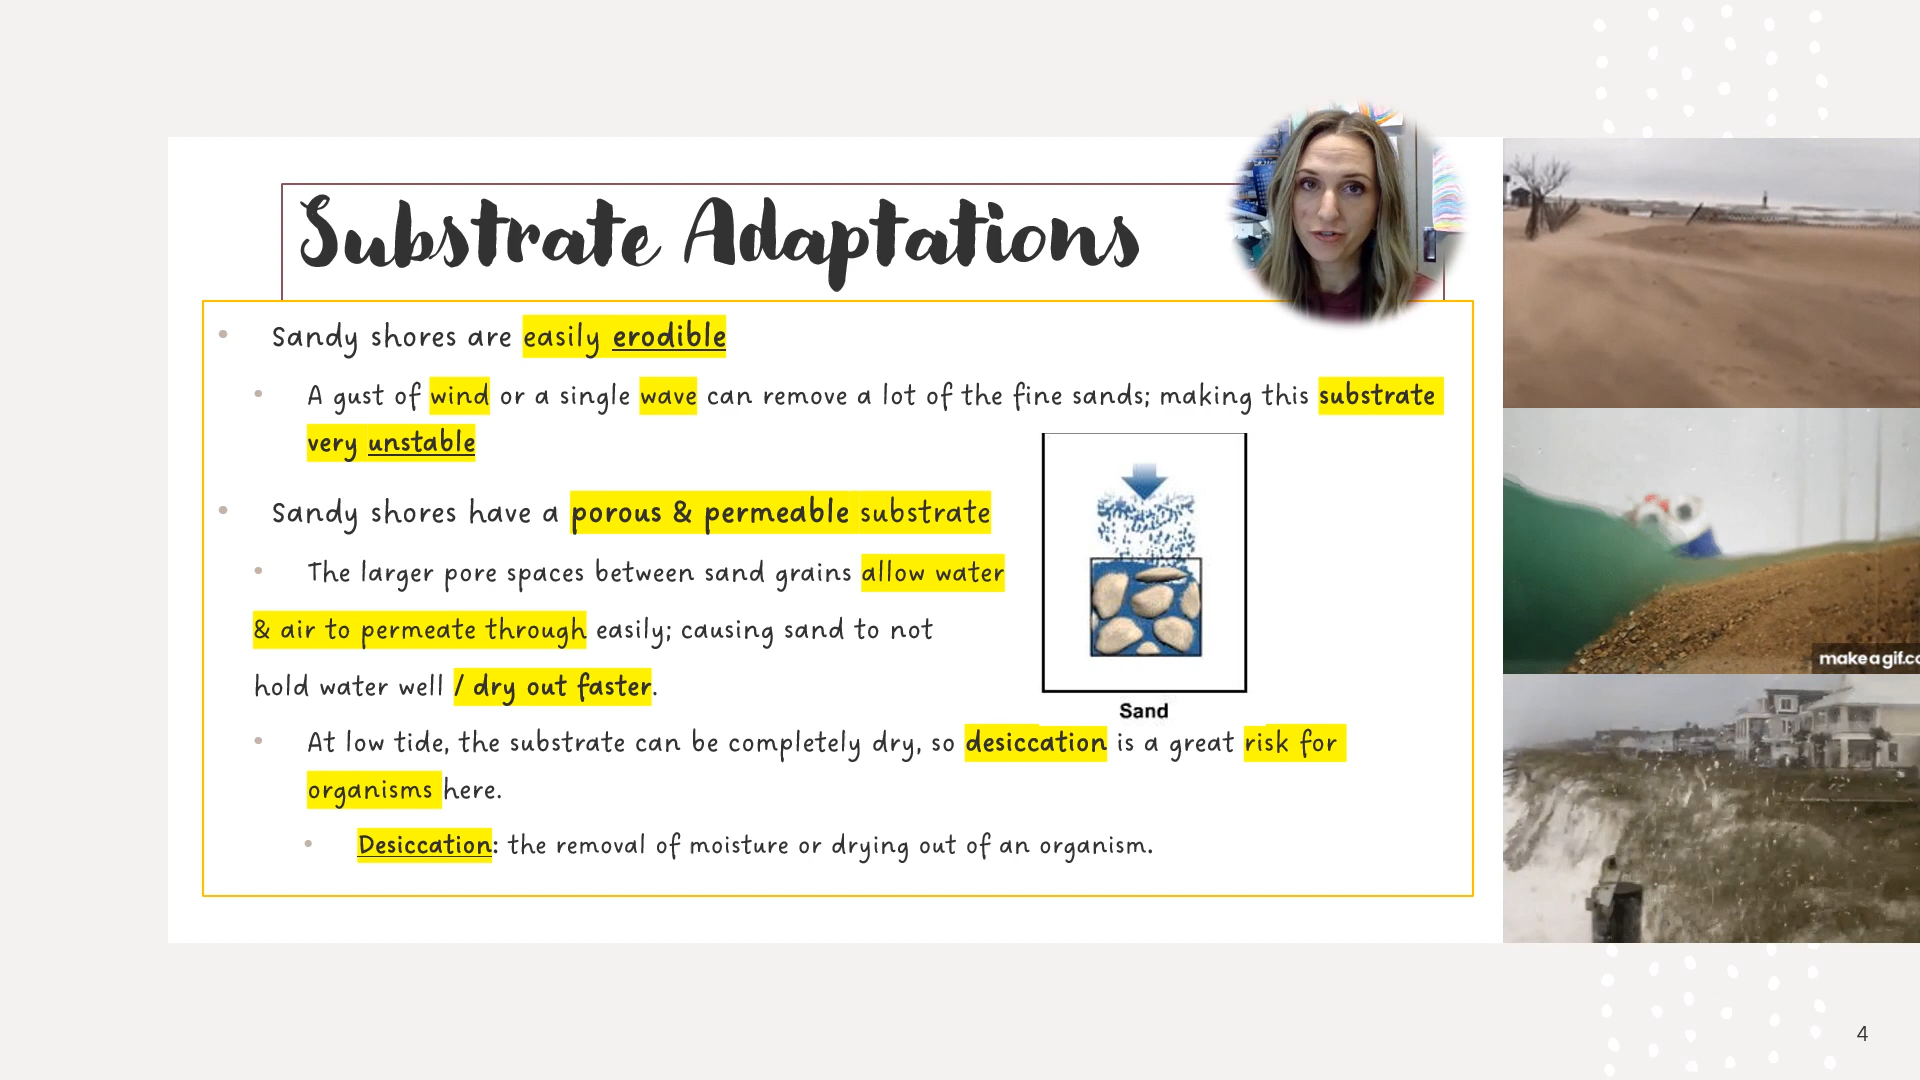 Substrate Adaptations
• Sandy shores are easily erodible
• A gust of wind or a single wave can remove a lot of the fine sands; making this substrate
very unstable
• Sandy shores have a porous & permeable substrate
• The larger pore spaces between sand grains allow water
& air to permeate through easily; causing sand to not
hold water well / dry out faster.
Sand
• At low tide, the substrate can be completely dry, so desiccation is a great risk for
organisms here.
• Desiccation: the removal of moisture or drying out of an organism.
makeagif.co
4